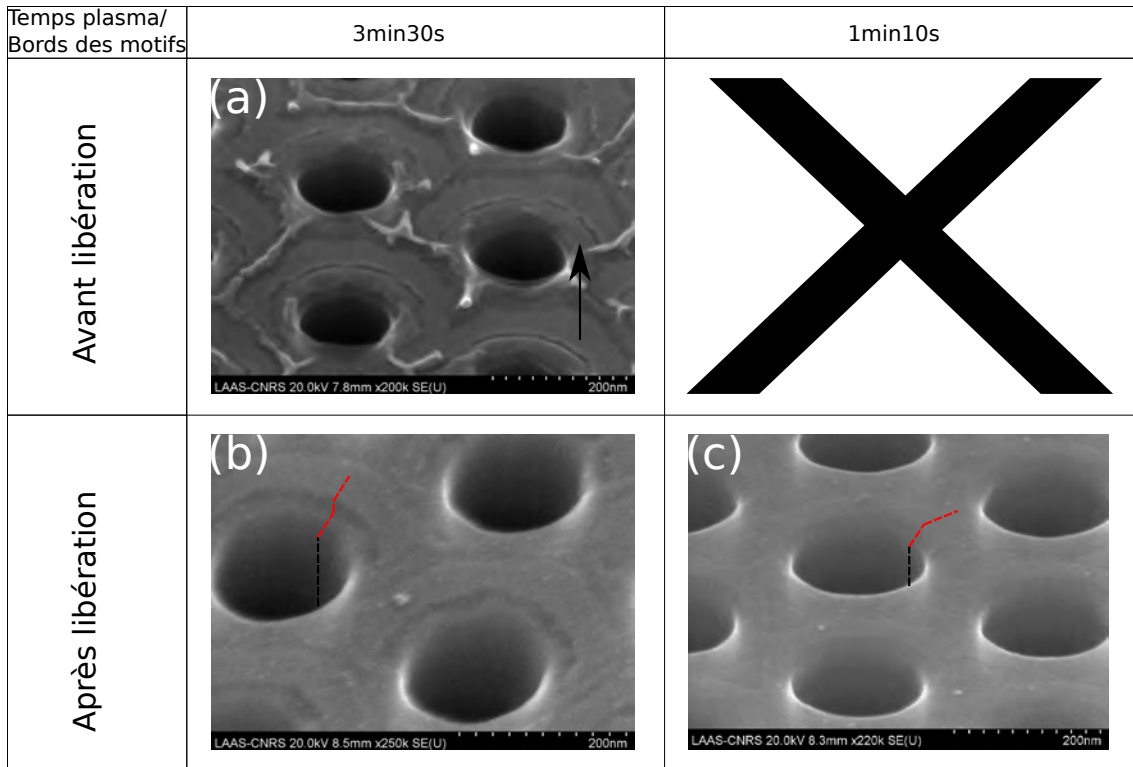 Temps plasma/
Bords des motifs
3min30s
1min10s
Avant libération
(a)
LAAS-CNRS 20.0kV 7.8mm x200k SE(U)
200nm
Après libération
(b)
LAAS-CNRS 20.0kV 8.5mm x250k SE(U)
200nm
(c)
LAAS-CNRS 20.0kV 8.3mm x220k SE(U)
200nm